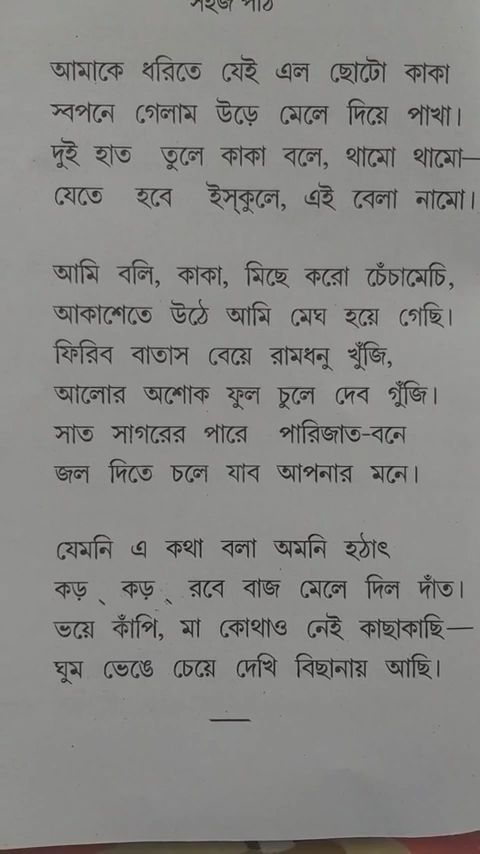 সহজ পাঠ
আমাকে ধরিতে যেই এল ছোটো কাকা
স্বপনে গেলাম উড়ে মেলে দিয়ে পাখা।
দুই হাত তুলে কাকা বলে, থামো থামো—
যেতে হবে ইস্‌কুলে, এই বেলা নামো।
আমি বলি, কাকা, মিছে করো চেঁচামেচি,
আকাশেতে উঠে আমি মেঘ হয়ে গেছি।
ফিরিব বাতাস বেয়ে রামধনু খুঁজি,
আলোর অশোক ফুল চুলে দেব গুঁজি।
সাত সাগরের পারে পারিজাত-বনে
জল দিতে চলে যাব আপনার মনে।
যেমনি এ কথা বলা অমনি হঠাৎ
কড়্ কড়্ রবে বাজ মেলে দিল দাঁত।
ভয়ে কাঁপি, মা কোথাও নেই কাছাকাছি—
ঘুম ভেঙে চেয়ে দেখি বিছানায় আছি।